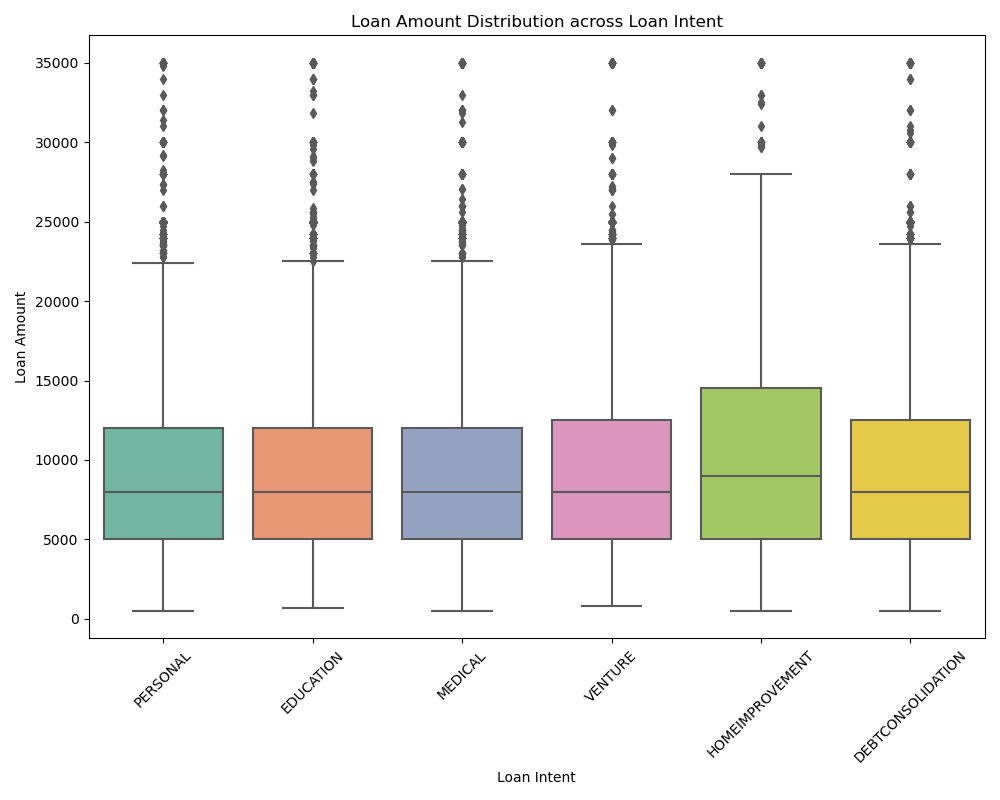 Loan Amount Distribution across Loan Intent
Loan Amount
35000
30000
25000
20000
15000
10000
5000
0
PERSONAL
EDUCATION
MEDICAL
VENTURE
HOMEIMPROVEMENT
DEBTCONSOLIDATION
Loan Intent